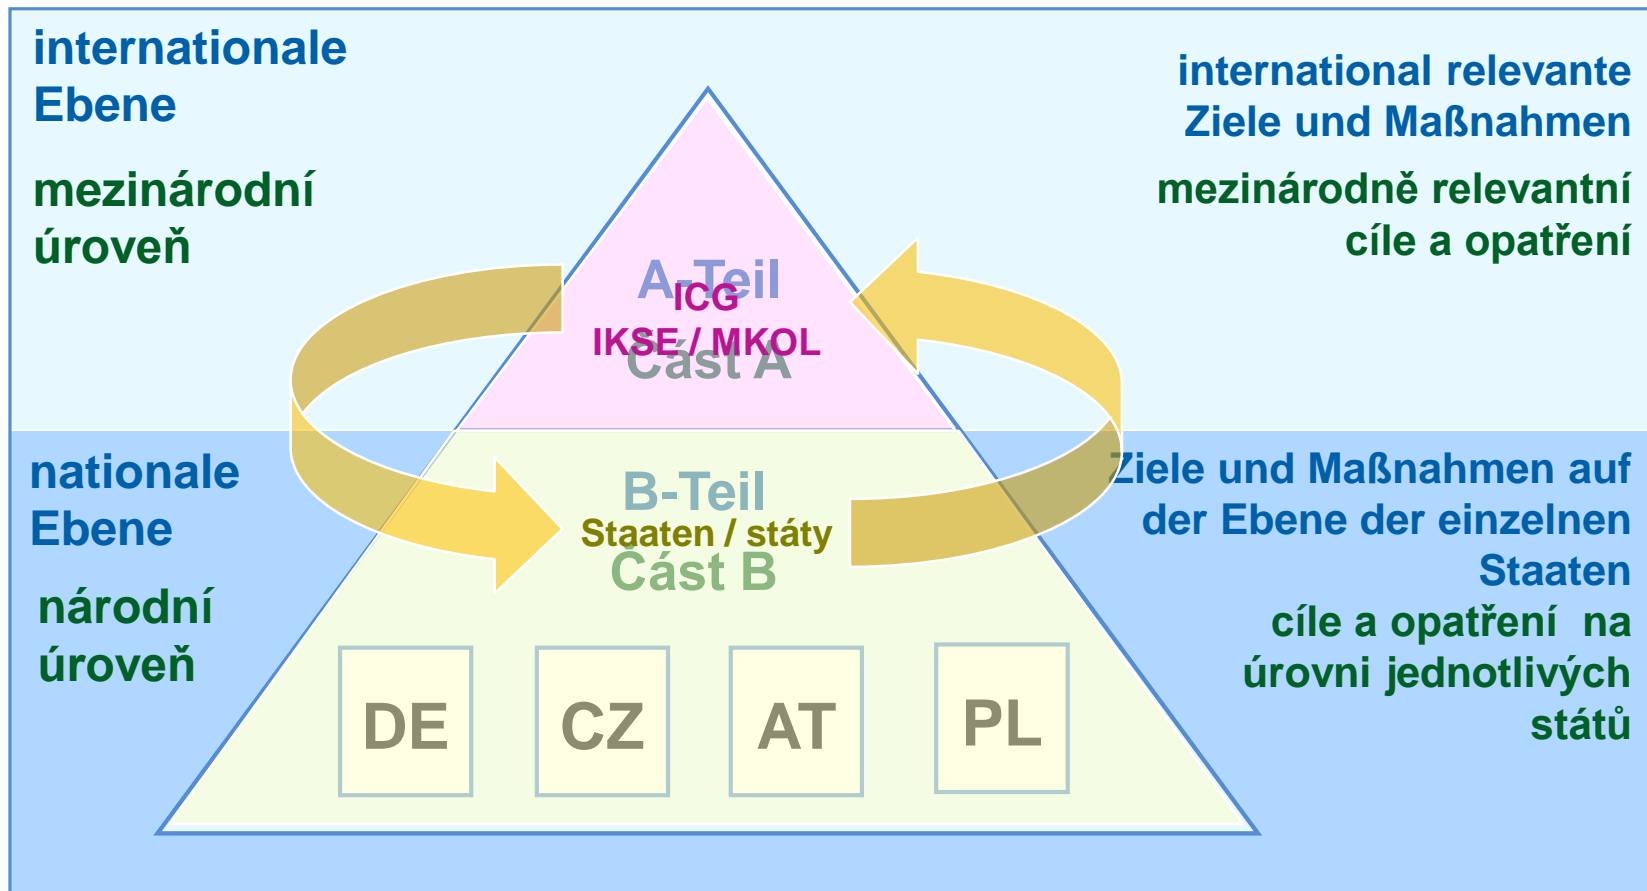 internationale
Ebene
mezinárodní
úroveň
international relevante
Ziele und Maßnahmen
mezinárodně relevantní
cíle a opatření
A-Teil
ICG
IKSE / MKOL
Část A
nationale
Ebene
národní
úroveň
B-Teil
Staaten / státy
Část B
Ziele und Maßnahmen auf
der Ebene der einzelnen
Staaten
cíle a opatření na
úrovni jednotlivých
států
DE
CZ
AT
PL